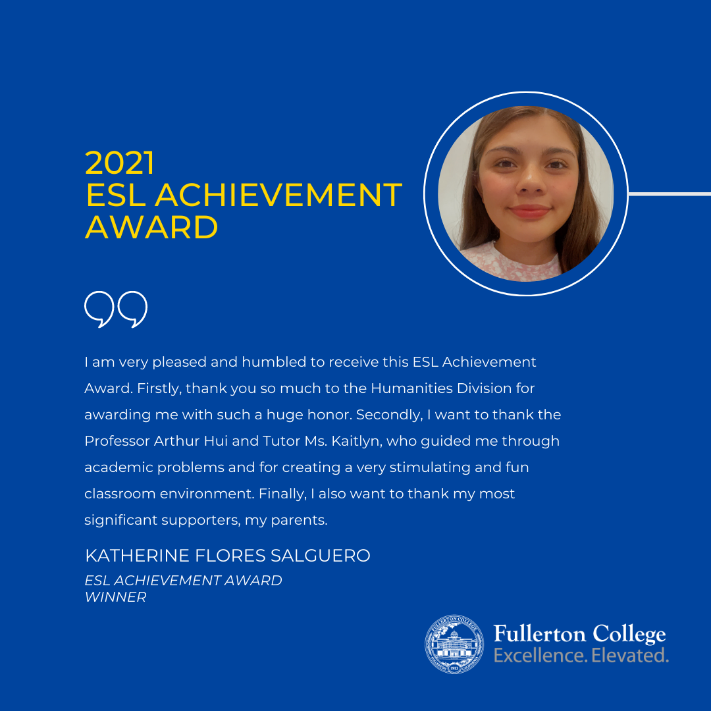 2021
ESL ACHIEVEMENT
AWARD
I am very pleased and humbled to receive this ESL Achievement
Award. Firstly, thank you so much to the Humanities Division for
awarding me with such a huge honor. Secondly, I want to thank the
Professor Arthur Hui and Tutor Ms. Kaitlyn, who guided me through
academic problems and for creating a very stimulating and fun
classroom environment. Finally, I also want to thank my most
significant supporters, my parents.
KATHERINE FLORES SALGUERO
ESL ACHIEVEMENT AWARD
WINNER
Fullerton College
Excellence. Elevated.